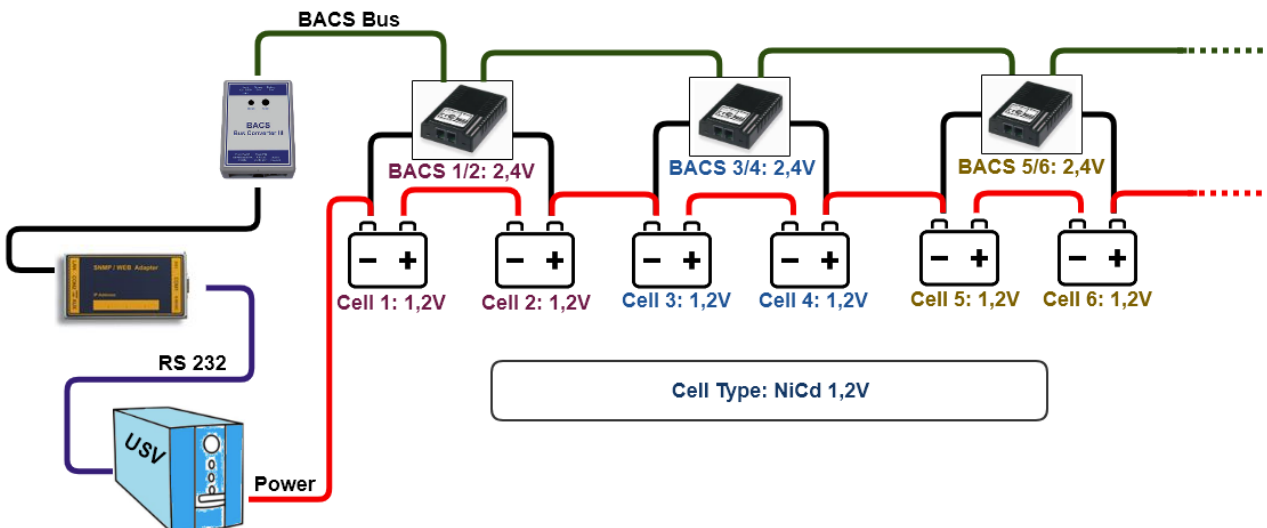 BACS Bus
BACS
Bus Converter III
BACS 1/2: 2,4V
BACS 3/4: 2,4V
BACS 5/6: 2,4V
- +
- +
- +
- +
- +
- +
Cell 1: 1,2V
Cell 2: 1,2V
Cell 3: 1,2V
Cell 4: 1,2V
Cell 5: 1,2V
Cell 6: 1,2V
SNMP / WEB Adapter
IP Address:
RS 232
Cell Type: NiCd 1,2V
USV
Power